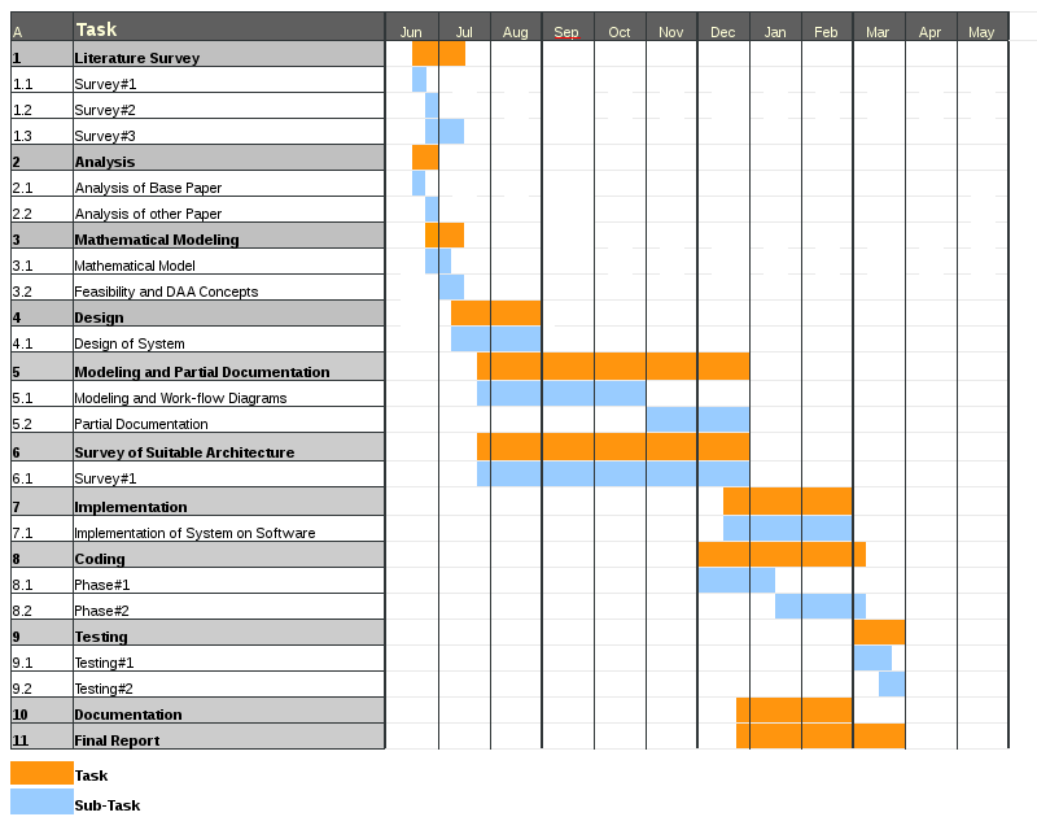 A Task Jun Jul Aug Sep Oct Nov Dec Jan Feb Mar Apr May
1 Literature Survey
1.1 Survey#1
1.2 Survey#2
1.3 Survey#3
2 Analysis
2.1 Analysis of Base Paper
2.2 Analysis of other Paper
3 Mathematical Modeling
3.1 Mathematical Model
3.2 Feasibility and DAA Concepts
4 Design
4.1 Design of System
5 Modeling and Partial Documentation
5.1 Modeling and Work-flow Diagrams
5.2 Partial Documentation
6 Survey of Suitable Architecture
6.1 Survey#1
7 Implementation
7.1 Implementation of System on Software
8 Coding
8.1 Phase#1
8.2 Phase#2
9 Testing
9.1 Testing#1
9.2 Testing#2
10 Documentation
11 Final Report
Task
Sub-Task